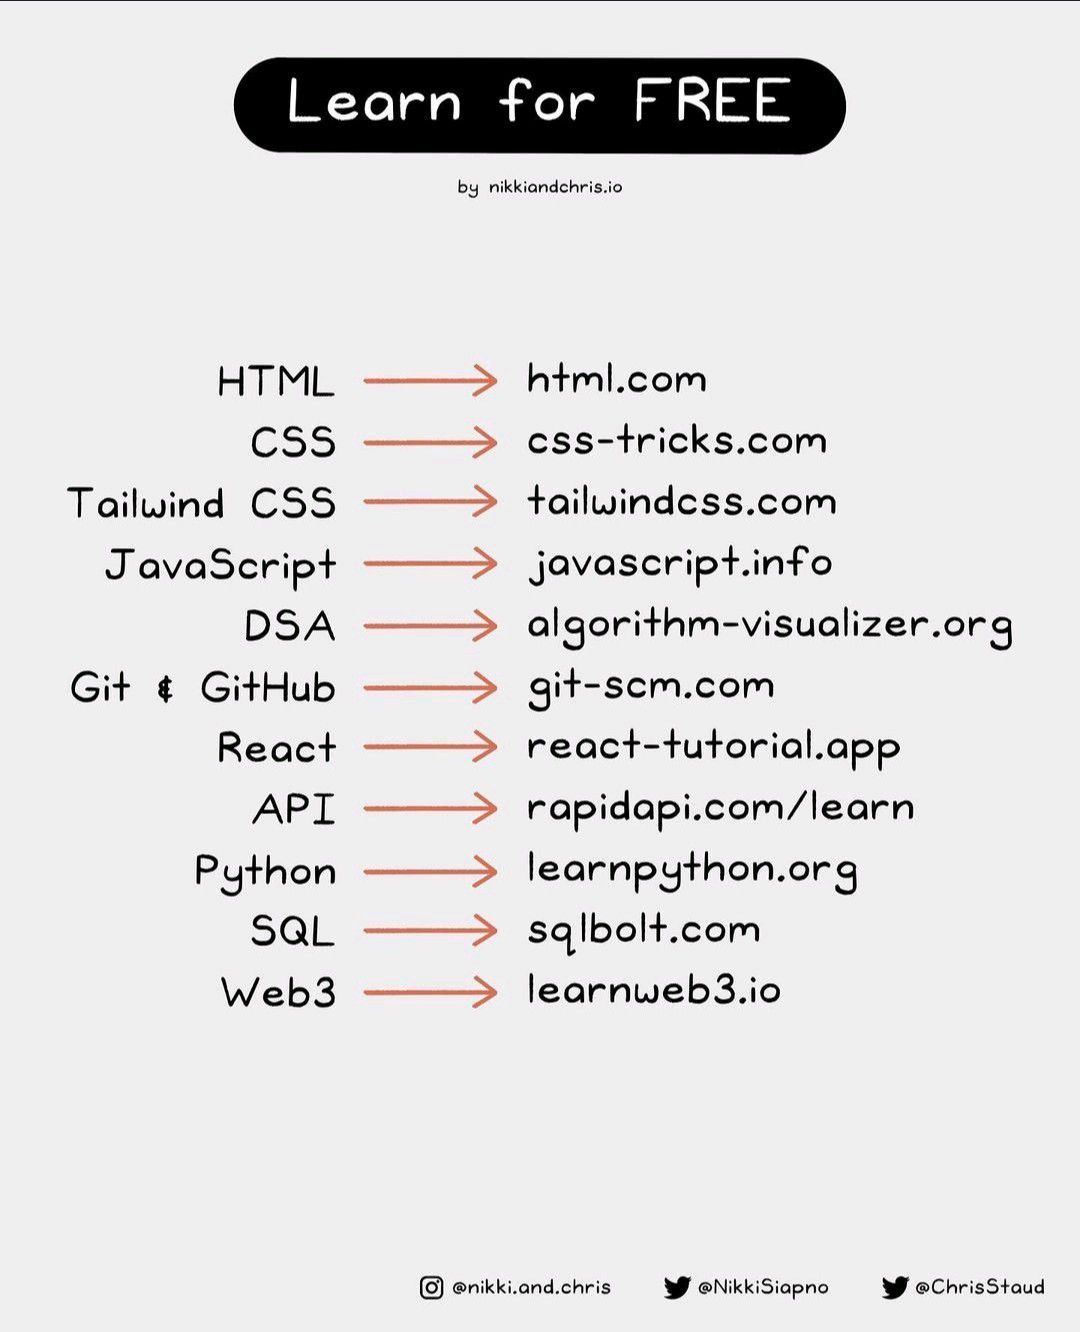 Learn for FREE
by nikkiandchris.io
HTML → html.com
CSS → css-tricks.com
Tailwind CSS → tailwindcss.com
JavaScript → javascript.info
DSA → algorithm-visualizer.org
Git & GitHub → git-scm.com
React → react-tutorial.app
API → rapidapi.com/learn
Python → learnpython.org
SQL → sqlbolt.com
Web3 → learnweb3.io
@nikki.and.chris @NikkiSiapno @ChrisStaud